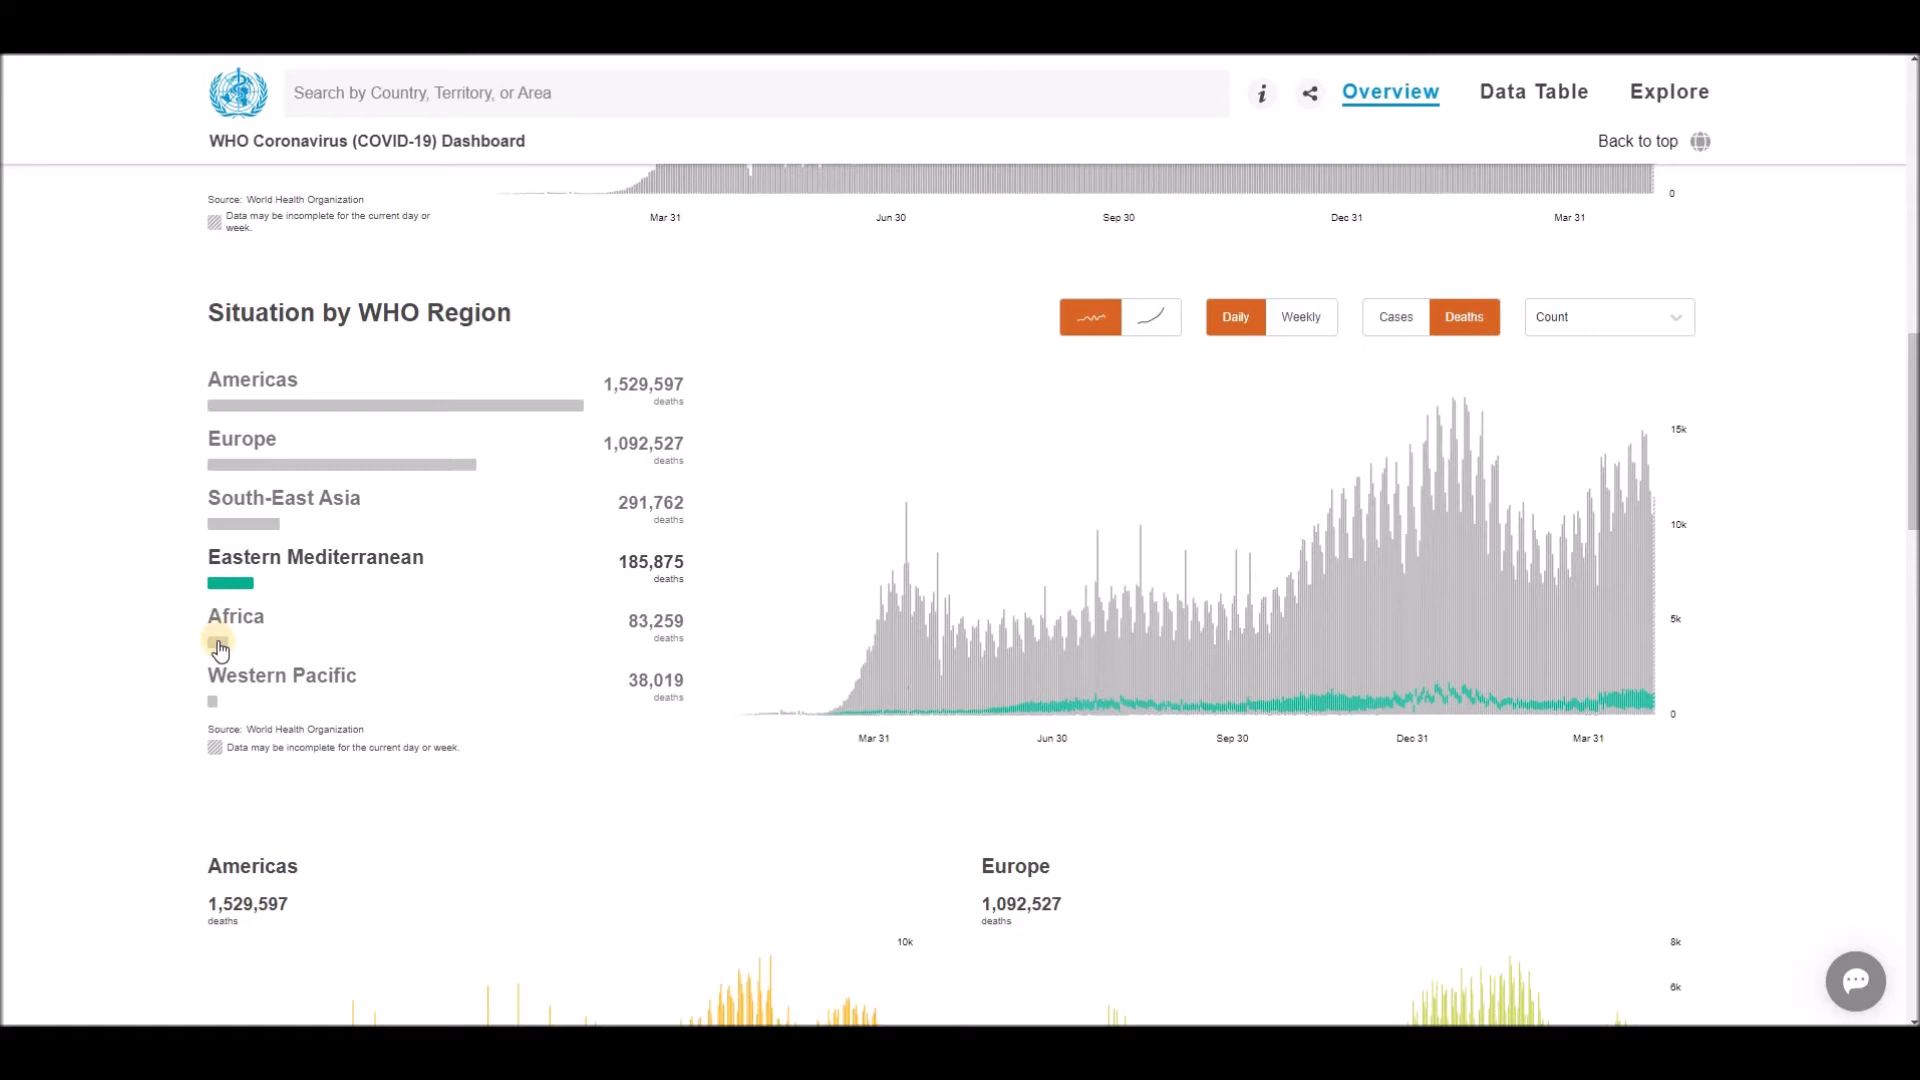 Search by Country, Territory, or Area
i
Overview
Data Table
Explore
WHO Coronavirus (COVID-19) Dashboard
Back to top
Source: World Health Organization
Data may be incomplete for the current day or
week.
0
Mar 31
Jun 30
Sep 30
Dec 31
Mar 31
Situation by WHO Region
Daily
Weekly
Cases
Deaths
Count
Americas
1,529,597
deaths
Europe
1,092,527
deaths
South-East Asia
291,762
deaths
Eastern Mediterranean
185,875
deaths
Africa
83,259
deaths
Western Pacific
38,019
deaths
Source: World Health Organization
Data may be incomplete for the current day or week.
15k
10k
5k
0
Mar 31
Jun 30
Sep 30
Dec 31
Mar 31
Americas
1,529,597
deaths
10k
Europe
1,092,527
deaths
8k
6k